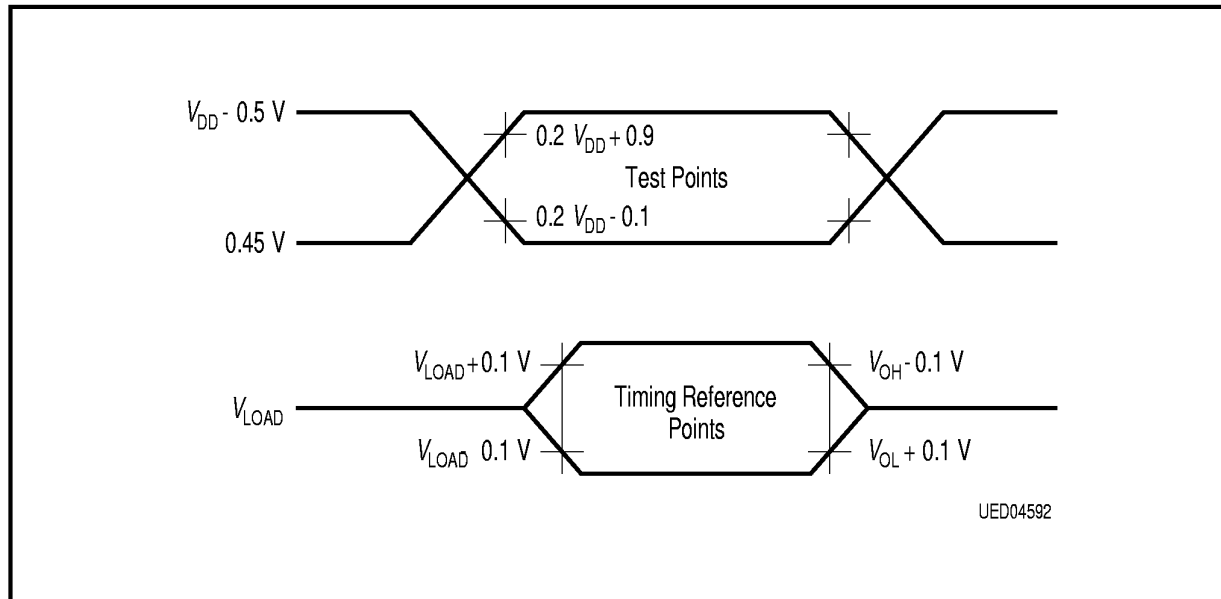 V_DD - 0.5 V
0.2 V_DD + 0.9
Test Points
0.2 V_DD - 0.1
0.45 V
V_LOAD + 0.1 V
V_OH - 0.1 V
Timing Reference
Points
V_LOAD
V_LOAD 0.1 V
V_OL + 0.1 V
UED04592